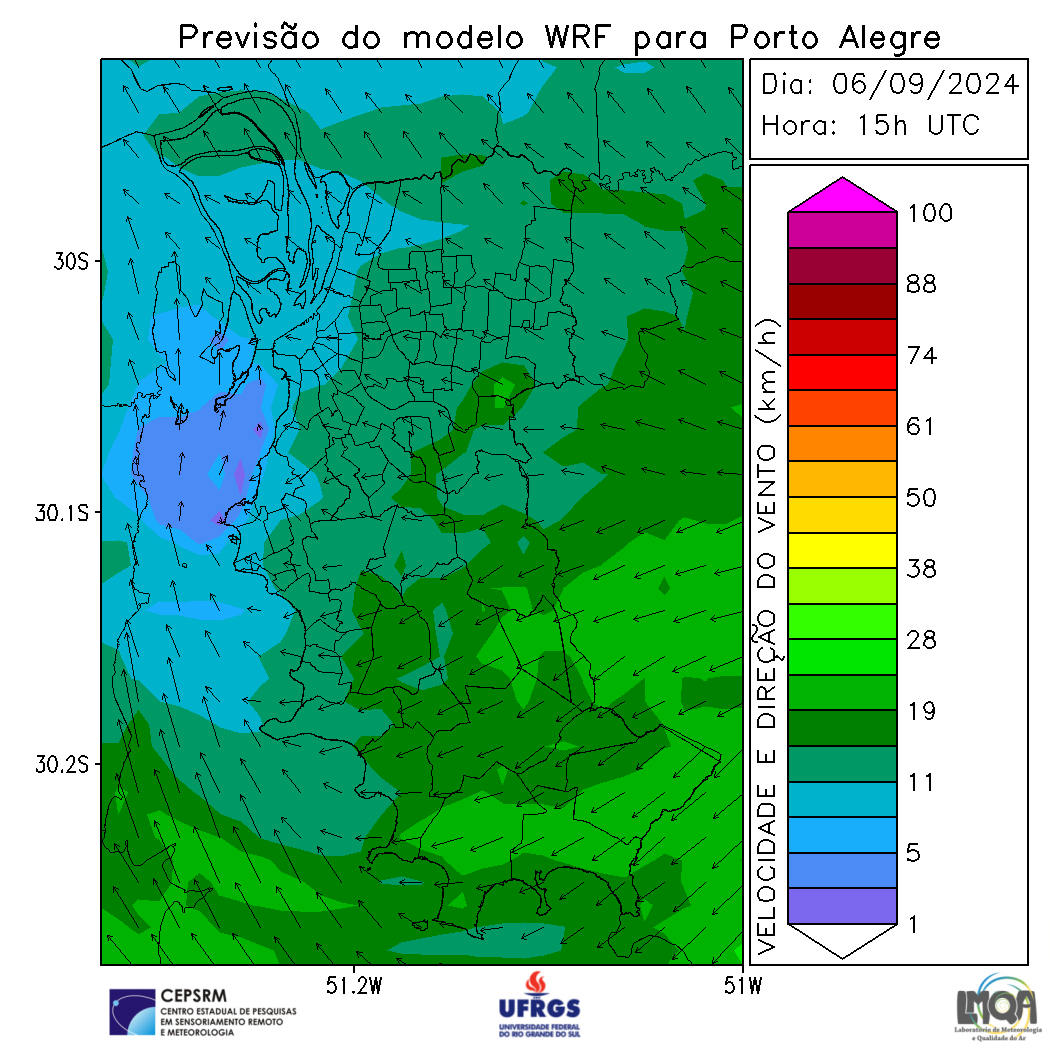 Previsão do modelo WRF para Porto Alegre
Dia: 06/09/2024
Hora: 15h UTC
30S
30.1S
30.2S
51.2W
51W
VELOCIDADE E DIREÇÃO DO VENTO (km/h)
100
88
74
61
50
38
28
19
11
5
1
CEPSRM
CENTRO ESTADUAL DE PESQUISAS
EM SENSORIAMENTO REMOTO
E METEOROLOGIA
UFRGS
UNIVERSIDADE FEDERAL
DO RIO GRANDE DO SUL
LMQA
Laboratório de Meteorologia
e Qualidade do Ar